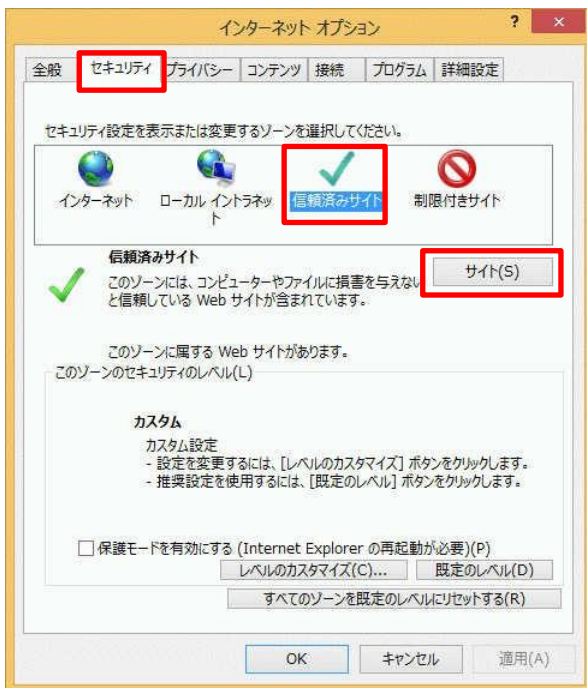 インターネット オプション
?
×
全般 セキュリティ プライバシー コンテンツ 接続 プログラム 詳細設定
セキュリティ設定を表示または変更するゾーンを選択してください。
インターネット ローカル イントラネッ
ト 信頼済みサイト 制限付きサイト
信頼済みサイト
サイト(S)
このゾーンには、コンピューターやファイルに損害を与えない
と信頼している Web サイトが含まれています。
このゾーンに属する Web サイトがあります。
このゾーンのセキュリティのレベル(L)
カスタム
カスタム設定
- 設定を変更するには、[レベルのカスタマイズ] ボタンをクリックします。
- 推奨設定を使用するには、[既定のレベル] ボタンをクリックします。
保護モードを有効にする (Internet Explorer の再起動が必要)(P)
レベルのカスタマイズ(C)... 既定のレベル(D)
すべてのゾーンを既定のレベルにリセットする(R)
OK キャンセル 適用(A)